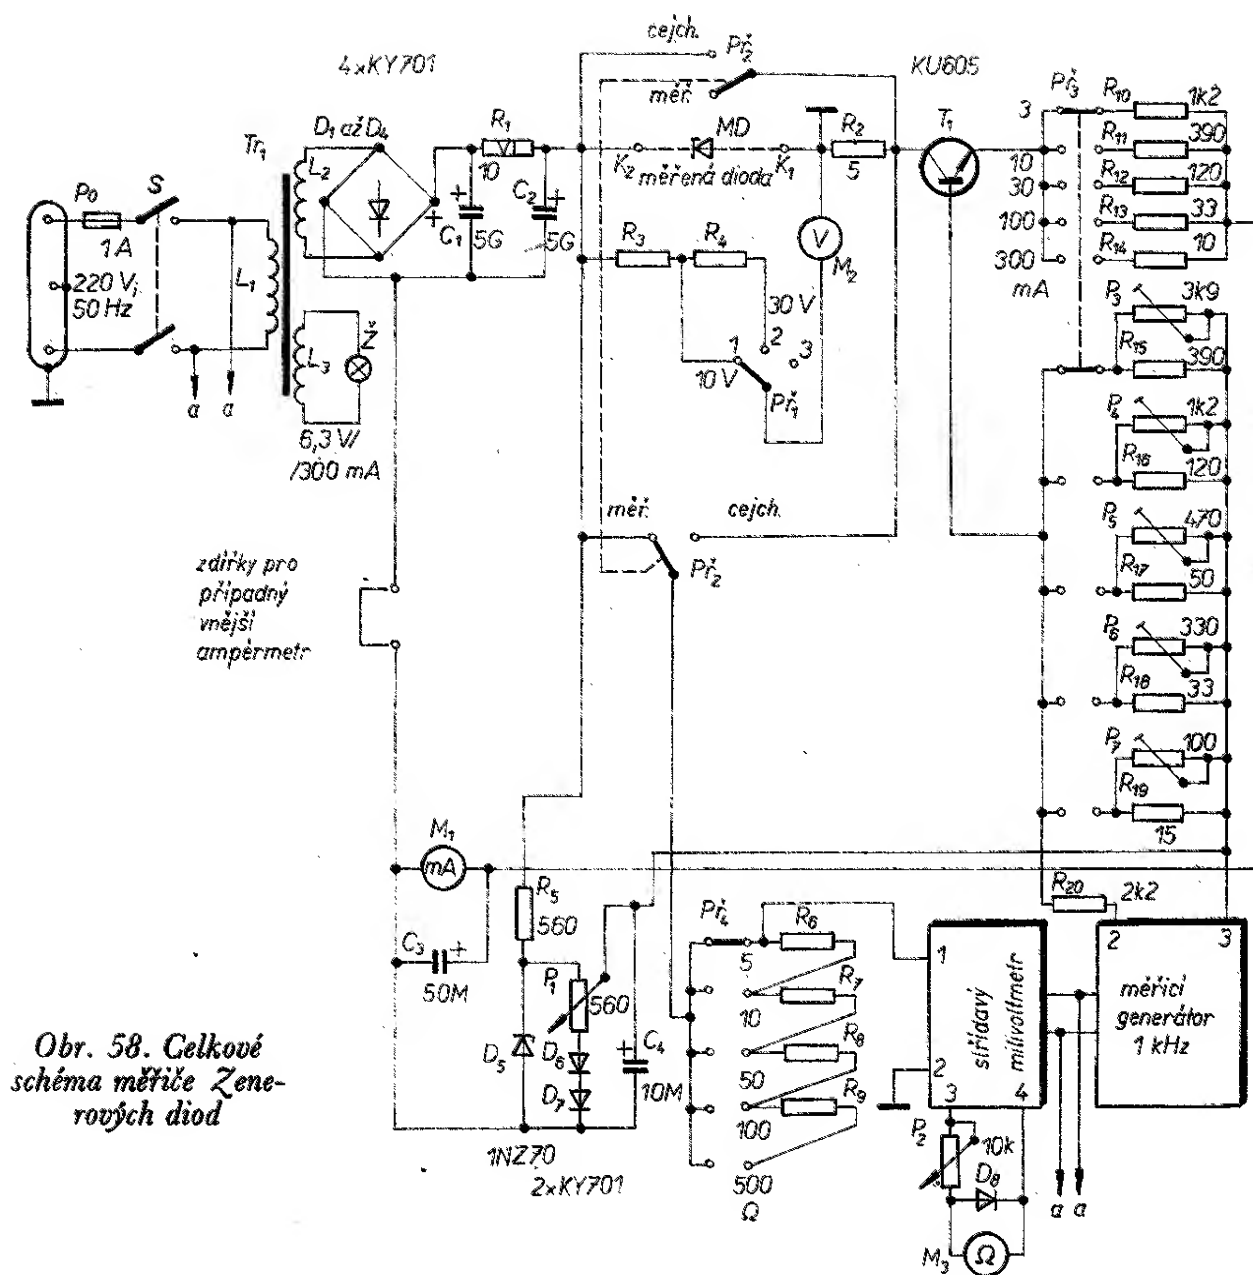 4xKY701
cejch.
Př2
KU605
měř.
Př3
R10
1k2
D1 až D4
R1
10
MD
R2
5
T1
3
R11
390
Tr1
L2
K2
měřená dioda
K1
10
R12
120
Po
S
1A
C1
5G
C2
5G
30
R13
33
R3
R4
V
M2
100
R14
10
220 V;
50 Hz
L1
300
mA
P3
3k9
L3
Ž
30 V
1
2
3
10 V
Př1
R15
390
a
a
6,3 V/
/300 mA
P4
1k2
R16
120
měř.
cejch.
Př2
P5
470
R17
50
zdířky pro
případný
vnější
ampérmetr
P6
330
R18
33
P7
100
R19
15
M1
mA
R5
560
Př4
R6
5
R20
2k2
C3
50M
P1
560
R7
10
1
2
3
střídavý
milivoltmetr
měřicí
generátor
1 kHz
D5
D6
D7
C4
10M
R8
50
R9
100
500
Ω
2
3
4
1NZ70
2xKY701
P2
10k
D8
a
a
M3
Ω
Obr. 58. Celkové
schéma měřiče Zene-
rových diod